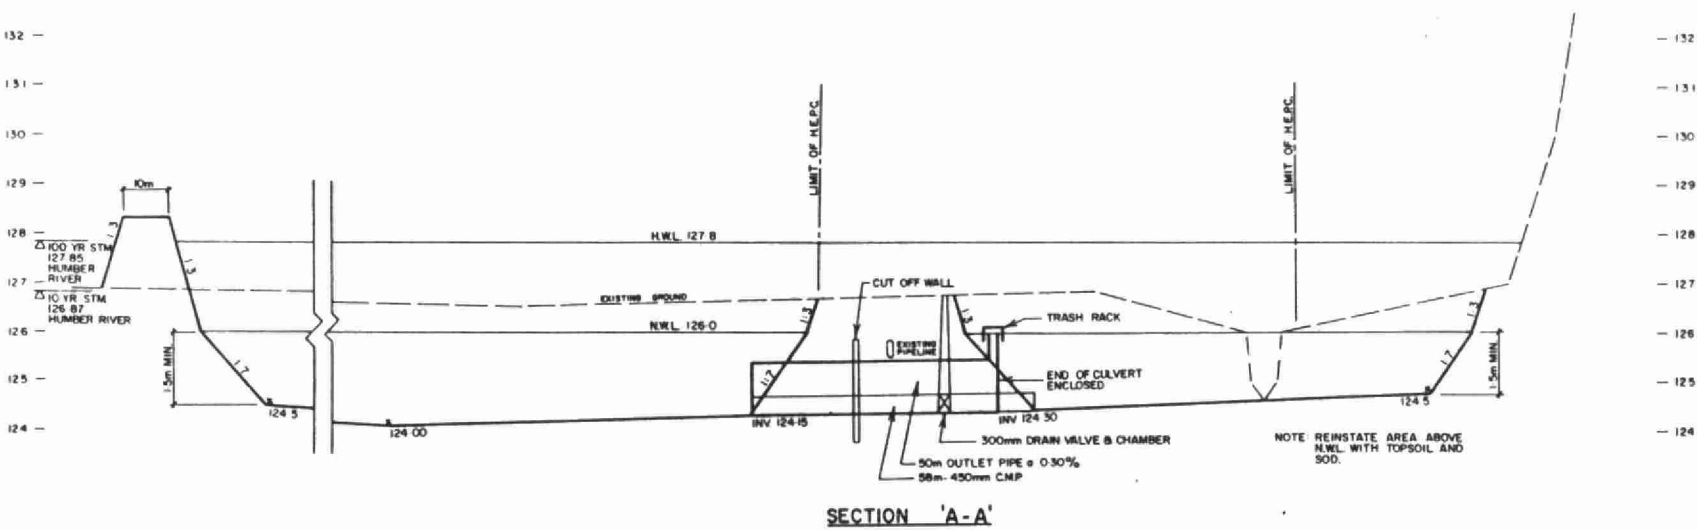 132 —
131 —
130 —
129 —
128 —
127 —
126 —
125 —
124 —
10m
1:3
1:3
1:7
100 YR STM
127.85
HUMBER
RIVER
10 YR STM
126.87
HUMBER RIVER
1.5m MIN.
124.5
124.00
H.W.L. 127.8
EXISTING GROUND
N.W.L. 126.0
LIMIT OF H.E.P.C.
1:3
1:7
CUT OFF WALL
EXISTING
PIPELINE
1:3
TRASH RACK
END OF CULVERT
ENCLOSED
INV 124.15
INV 124.30
300mm DRAIN VALVE & CHAMBER
50m OUTLET PIPE @ 0.30%
58m-450mm C.M.P
LIMIT OF H.E.P.C.
1:3
1:7
124.5
1.5m MIN.
NOTE: REINSTATE AREA ABOVE
N.W.L. WITH TOPSOIL AND
SOD.
— 132
— 131
— 130
— 129
— 128
— 127
— 126
— 125
— 124
SECTION 'A-A'